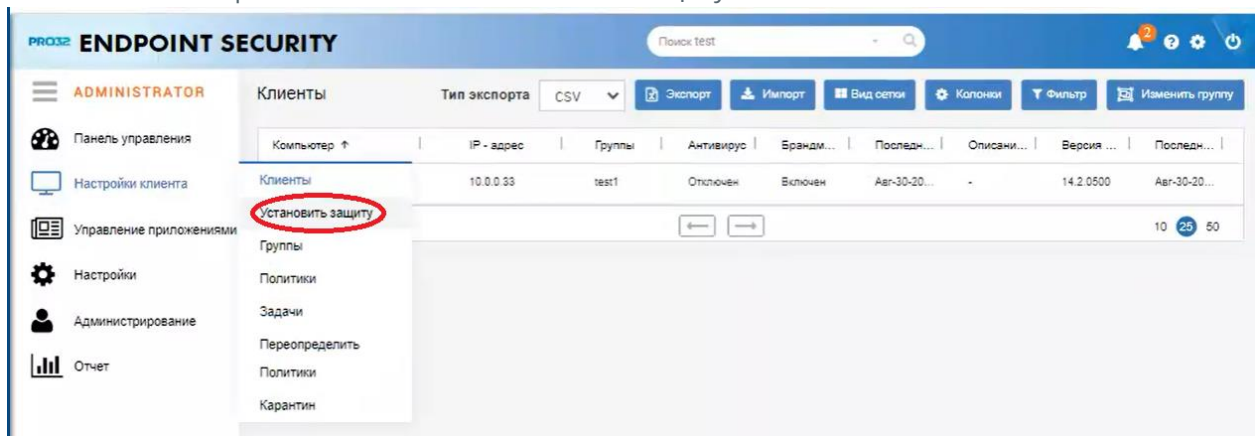 PRO32 ENDPOINT SECURITY
Поиск test
2
ADMINISTRATOR
Клиенты
Тип экспорта
CSV
Экспорт
Импорт
Вид сетки
Колонки
Фильтр
Изменить группу
Панель управления
Компьютер ↑
IP - адрес
Группы
Антивирус
Брандм...
Последн...
Описани...
Версия ...
Последн...
Настройки клиента
Клиенты
10.0.0.33
test1
Отключен
Включен
Авг-30-20...
-
14.2.0500
Авг-30-20...
Установить защиту
10 25 50
Управление приложениями
Группы
Настройки
Политики
Администрирование
Задачи
Переопределить
Политики
Отчет
Карантин